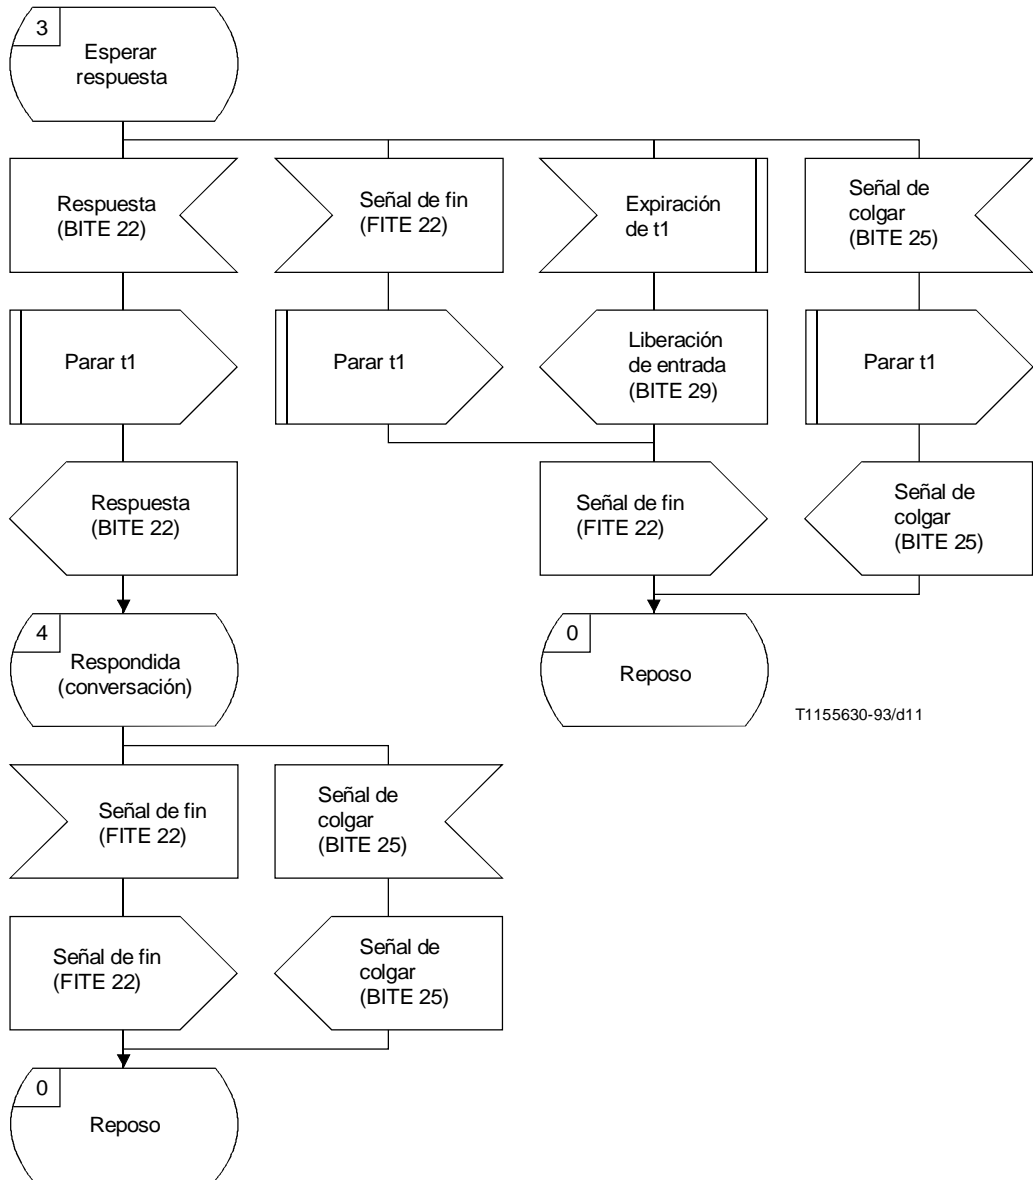 3
Esperar
respuesta
Respuesta
(BITE 22)
Señal de fin
(FITE 22)
Expiración
de t1
Señal de
colgar
(BITE 25)
Parar t1
Parar t1
Liberación
de entrada
(BITE 29)
Parar t1
Respuesta
(BITE 22)
Señal de fin
(FITE 22)
Señal de
colgar
(BITE 25)
4
Respondida
(conversación)
0
Reposo
T1155630-93/d11
Señal de fin
(FITE 22)
Señal de
colgar
(BITE 25)
Señal de fin
(FITE 22)
Señal de
colgar
(BITE 25)
0
Reposo